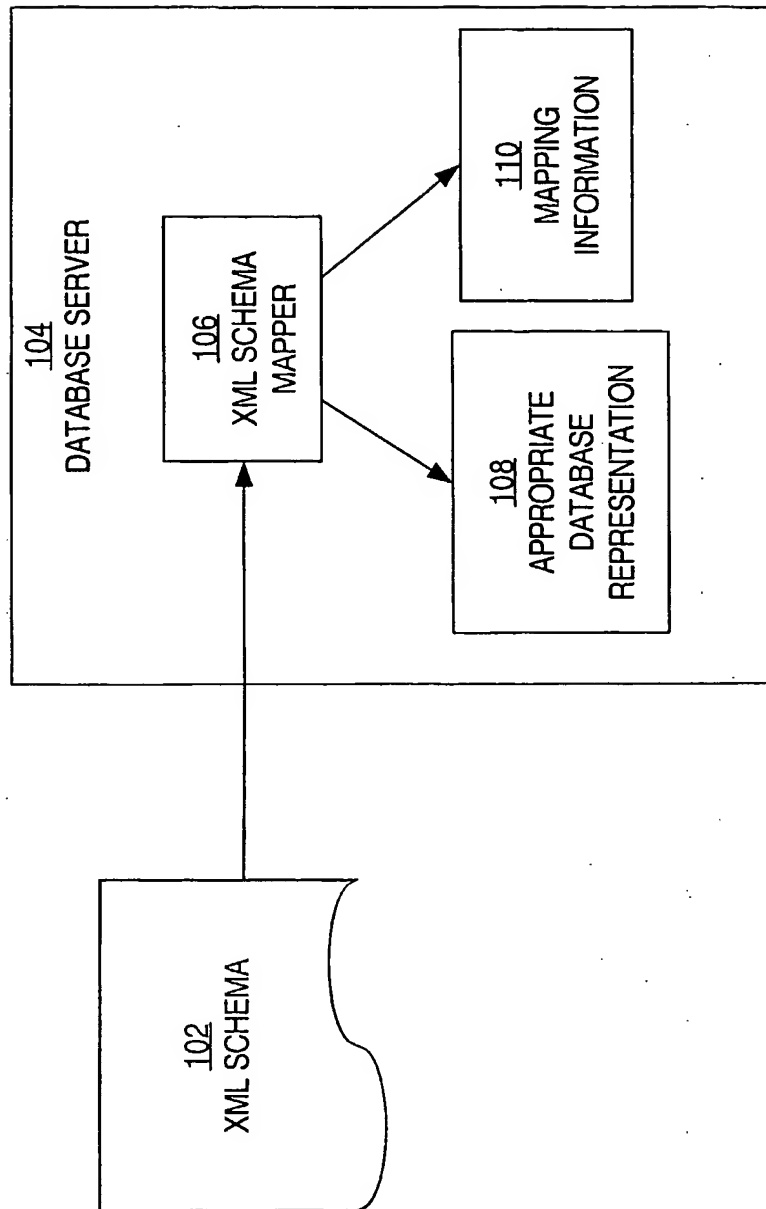 104
DATABASE SERVER
106
XML SCHEMA
MAPPER
110
MAPPING
INFORMATION
108
APPROPRIATE
DATABASE
REPRESENTATION
102
XML SCHEMA